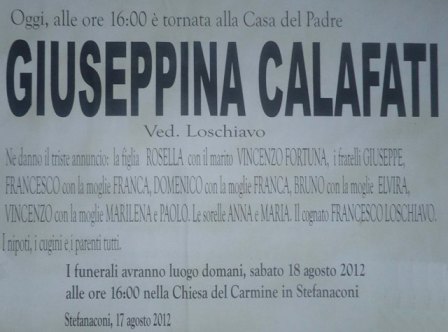 Oggi, alle ore 16:00 è tornata alla Casa del Padre
GIUSEPPINA CALAFATI
Ved. Loschiavo
Ne danno il triste annuncio: la figlia ROSELLA con il marito VINCENZO FORTUNA, i fratelli GIUSEPPE,
FRANCESCO con la moglie FRANCA, DOMENICO con la moglie FRANCA, BRUNO con la moglie ELVIRA,
VINCENZO con la moglie MARILENA e PAOLO. Le sorelle ANNA e MARIA. Il cognato FRANCESCO LOSCHIAVO.
I nipoti, i cugini e i parenti tutti.
I funerali avranno luogo domani, sabato 18 agosto 2012
alle ore 16:00 nella Chiesa del Carmine in Stefanaconi
Stefanaconi, 17 agosto 2012